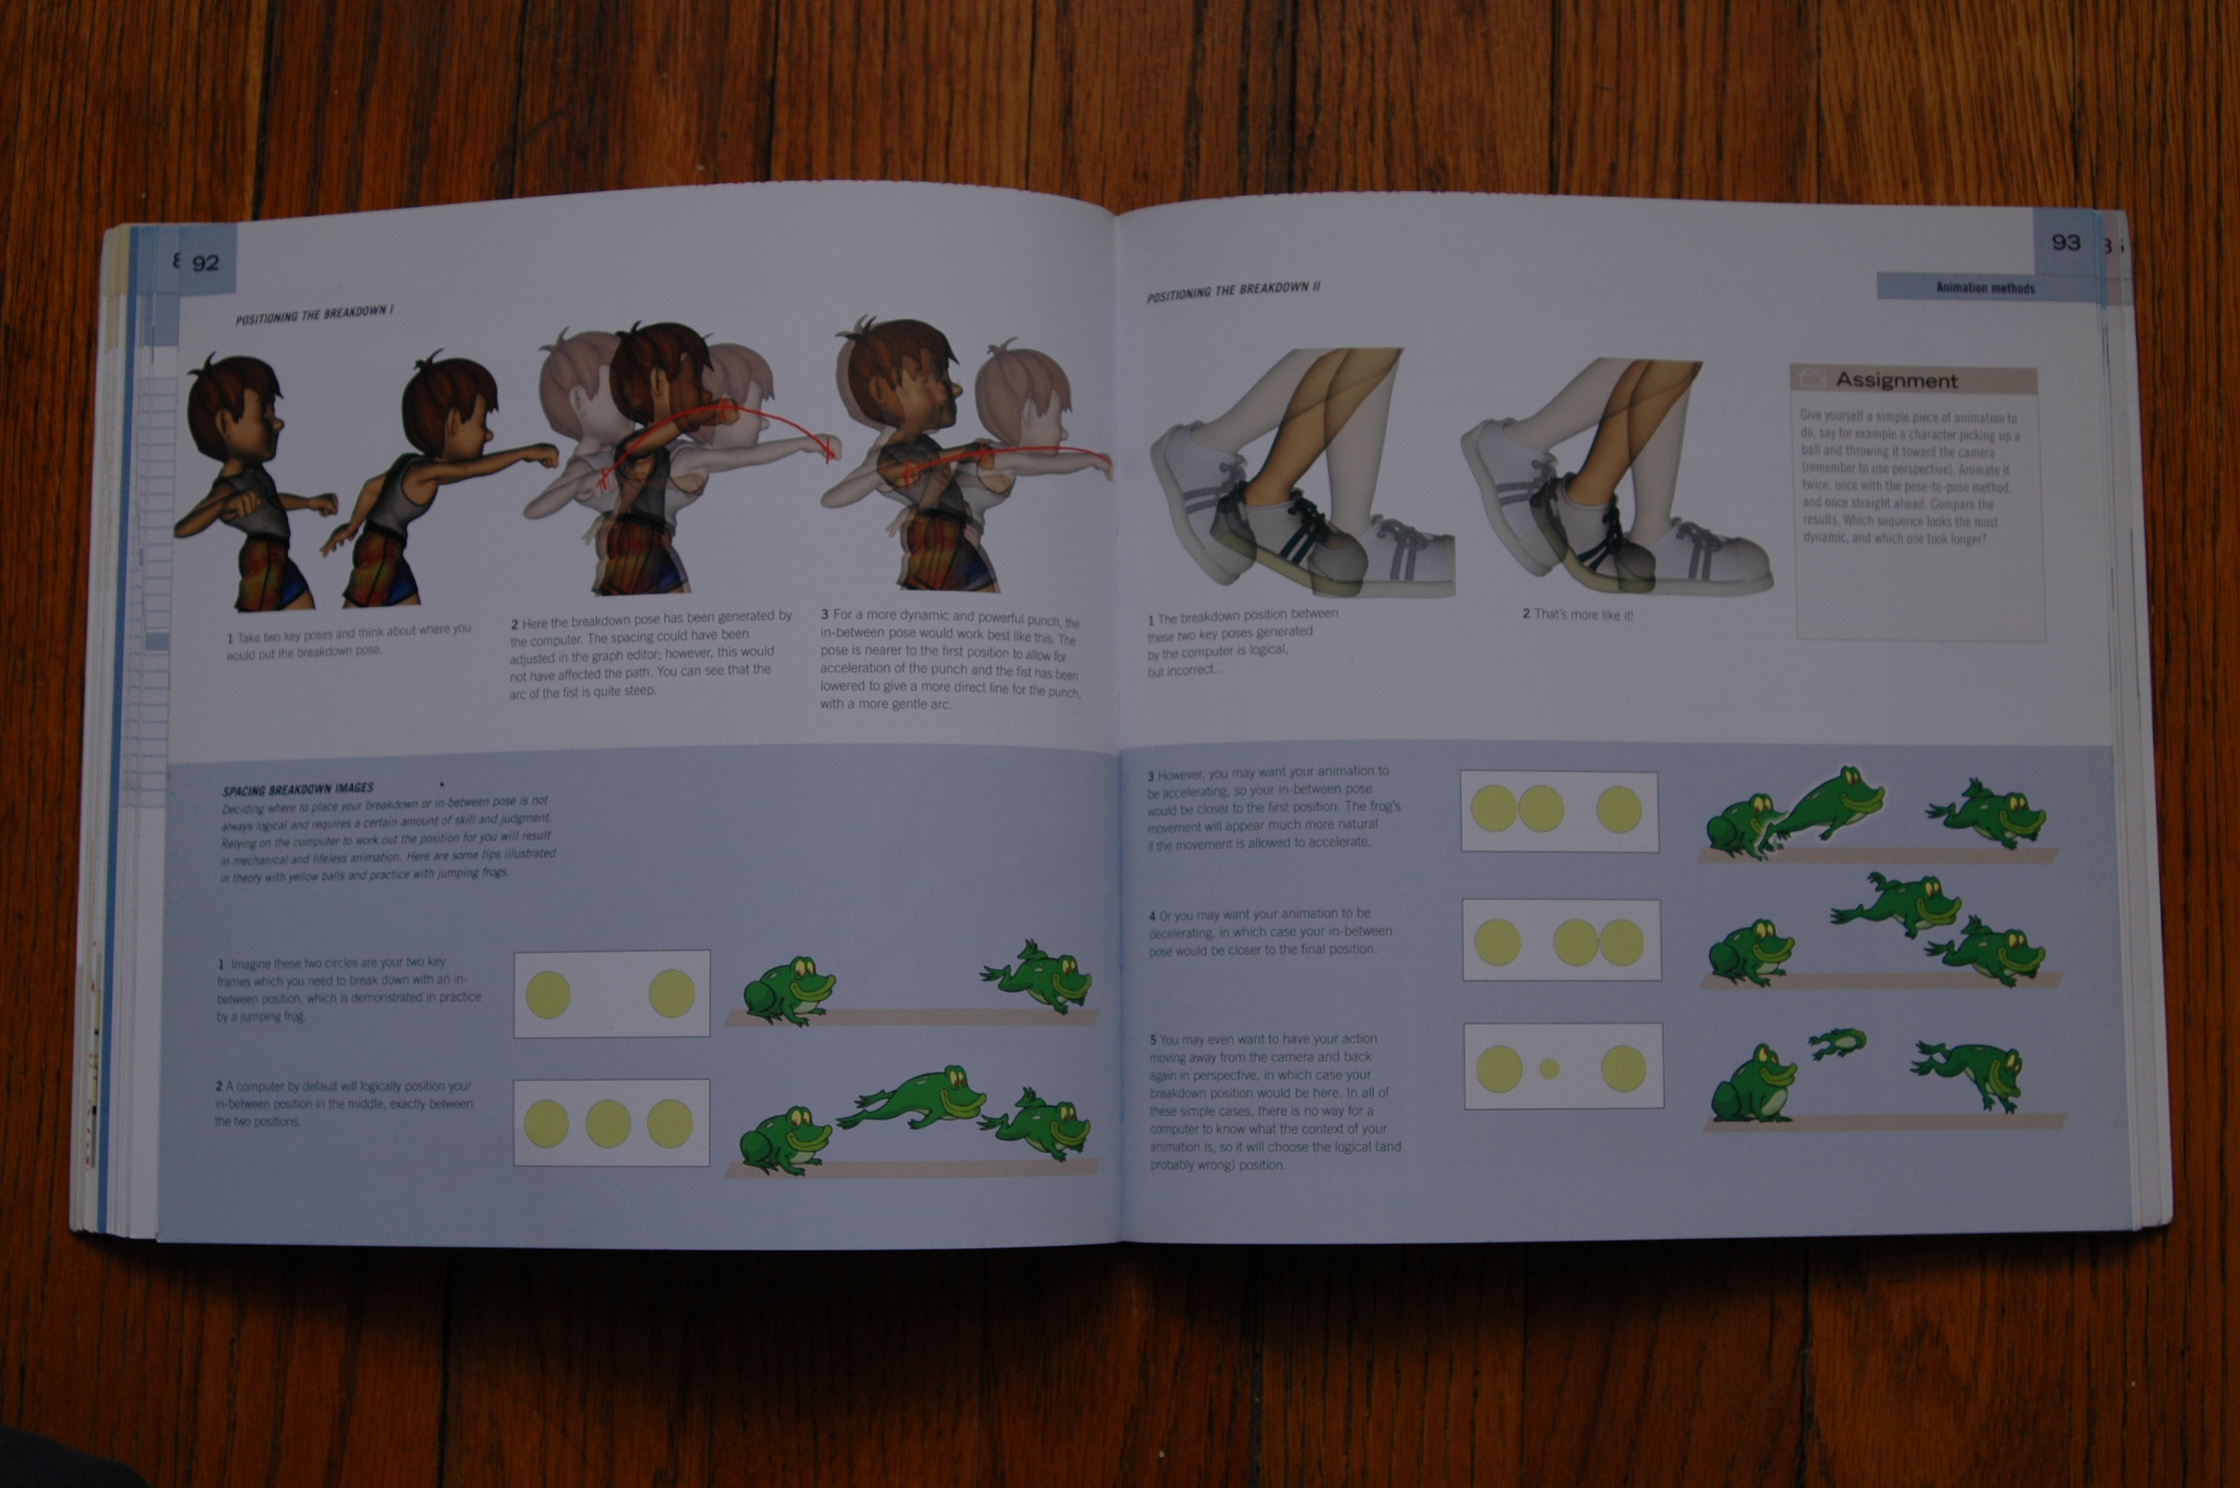 92
POSITIONING THE BREAKDOWN I
1 Take two key poses and think about where you
would put the breakdown pose.
2 Here the breakdown pose has been generated by
the computer. The spacing could have been
adjusted in the graph editor; however, this would
not have affected the path. You can see that the
arc of the fist is quite steep.
3 For a more dynamic and powerful punch, the
in-between pose would work best like this. The
pose is nearer to the first position to allow for
acceleration of the punch and the fist has been
lowered to give a more direct line for the punch,
with a more gentle arc.
SPACING BREAKDOWN IMAGES
Deciding where to place your breakdown or in-between pose is not
always logical and requires a certain amount of skill and judgment.
Relying on the computer to work out the position for you will result
in mechanical and lifeless animation. Here are some tips illustrated
in theory with yellow balls and practice with jumping frogs.
1 Imagine these two circles are your two key
frames which you need to break down with an in-
between position, which is demonstrated in practice
by a jumping frog.
2 A computer by default will logically position your
in-between position in the middle, exactly between
the two positions.
93
Animation methods
POSITIONING THE BREAKDOWN II
1 The breakdown position between
these two key poses generated
by the computer is logical,
but incorrect...
2 That's more like it!
Assignment
Give yourself a simple piece of animation to
do, say for example a character picking up a
ball and throwing it toward the camera
(remember to use perspective). Animate it
twice, once with the pose-to-pose method,
and once straight ahead. Compare the
results. Which sequence looks the most
dynamic, and which one took longer?
3 However, you may want your animation to
be accelerating, so your in-between pose
would be closer to the first position. The frog's
movement will appear much more natural
if the movement is allowed to accelerate.
4 Or you may want your animation to be
decelerating, in which case your in-between
pose would be closer to the final position.
5 You may even want to have your action
moving away from the camera and back
again in perspective, in which case your
breakdown position would be here. In all of
these simple cases, there is no way for a
computer to know what the context of your
animation is, so it will choose the logical (and
probably wrong) position.